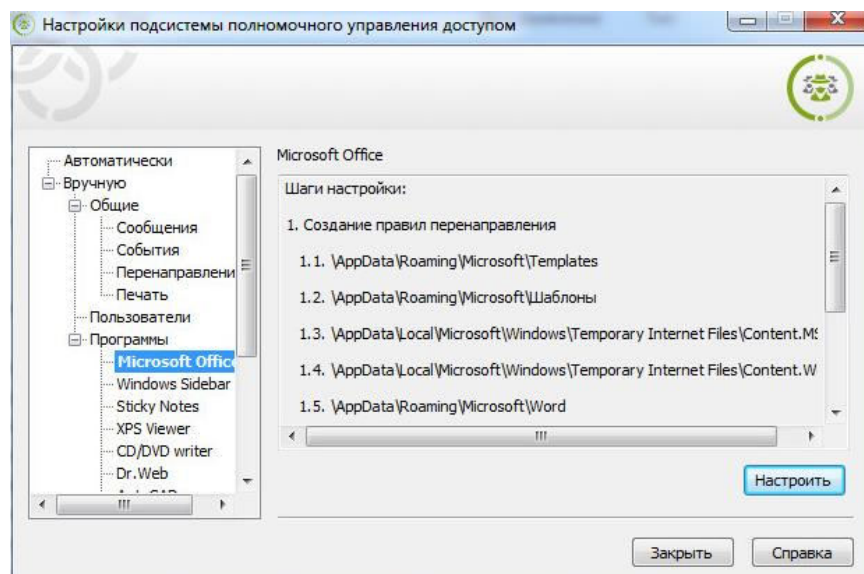 Настройки подсистемы полномочного управления доступом
Автоматически
Вручную
Общие
Сообщения
События
Перенаправлени
Печать
Пользователи
Программы
Microsoft Office
Windows Sidebar
Sticky Notes
XPS Viewer
CD/DVD writer
Dr.Web
Microsoft Office
Шаги настройки:
1. Создание правил перенаправления
1.1. \AppData\Roaming\Microsoft\Templates
1.2. \AppData\Roaming\Microsoft\Шаблоны
1.3. \AppData\Local\Microsoft\Windows\Temporary Internet Files\Content.MS
1.4. \AppData\Local\Microsoft\Windows\Temporary Internet Files\Content.W
1.5. \AppData\Roaming\Microsoft\Word
Настроить
Закрыть
Справка